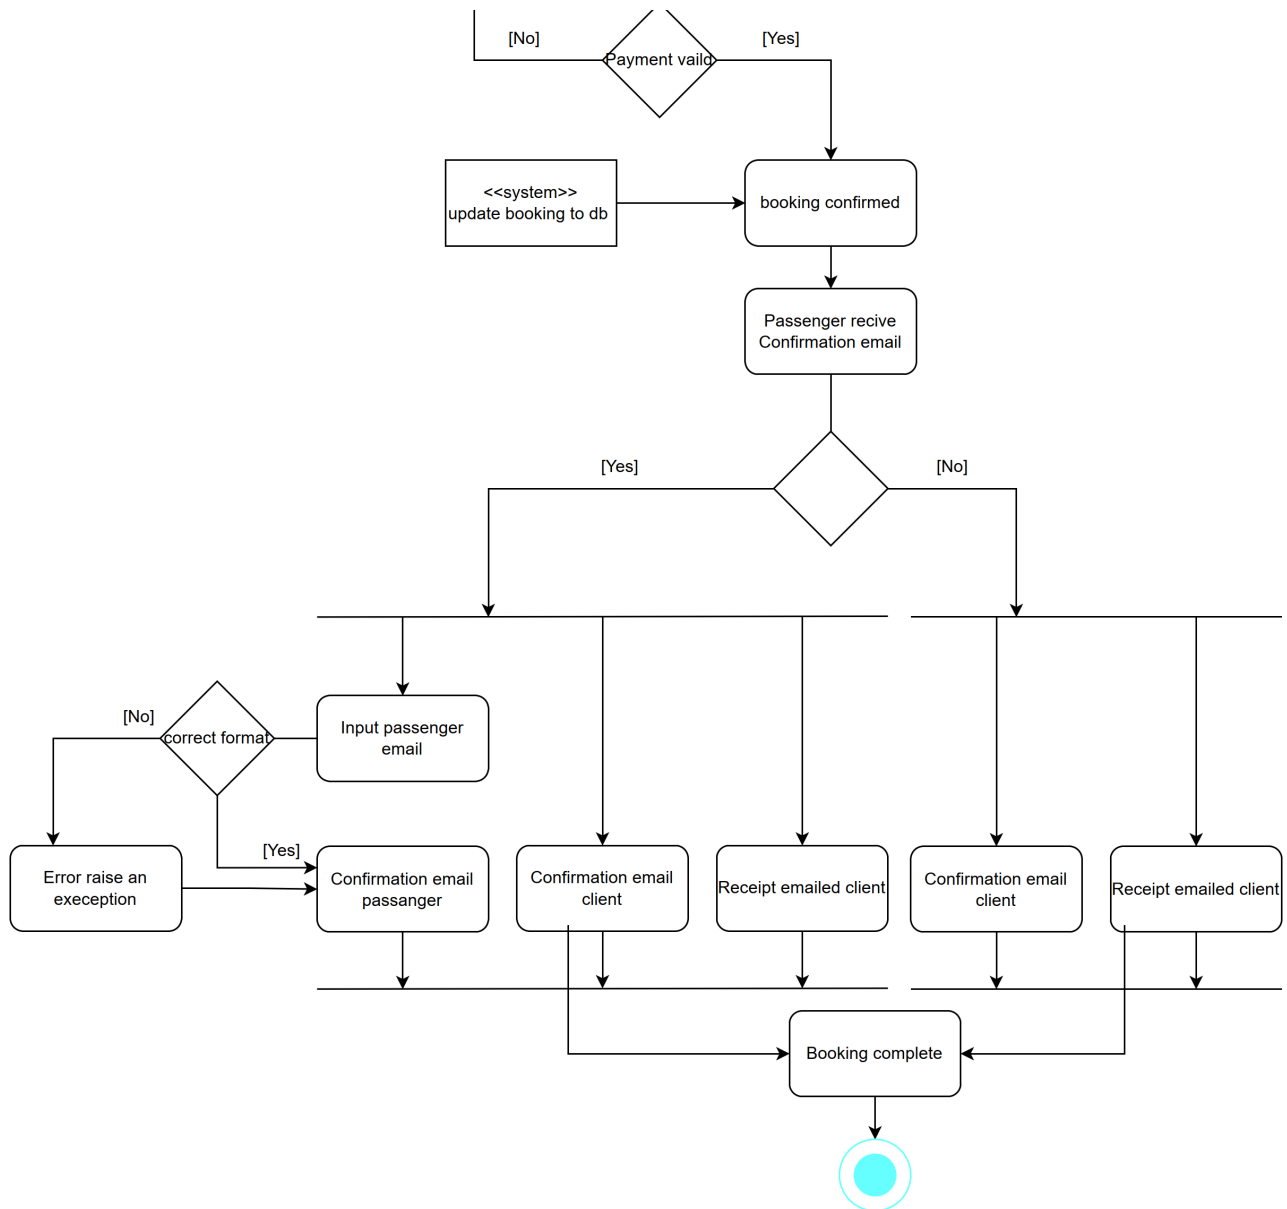 [No]
[Yes]
Payment vaild
<<system>>
update booking to db
booking confirmed
Passenger recive
Confirmation email
[Yes]
[No]
[No]
correct format
Input passenger
email
[Yes]
Error raise an
exeception
Confirmation email
passanger
Confirmation email
client
Receipt emailed client
Confirmation email
client
Receipt emailed client
Booking complete